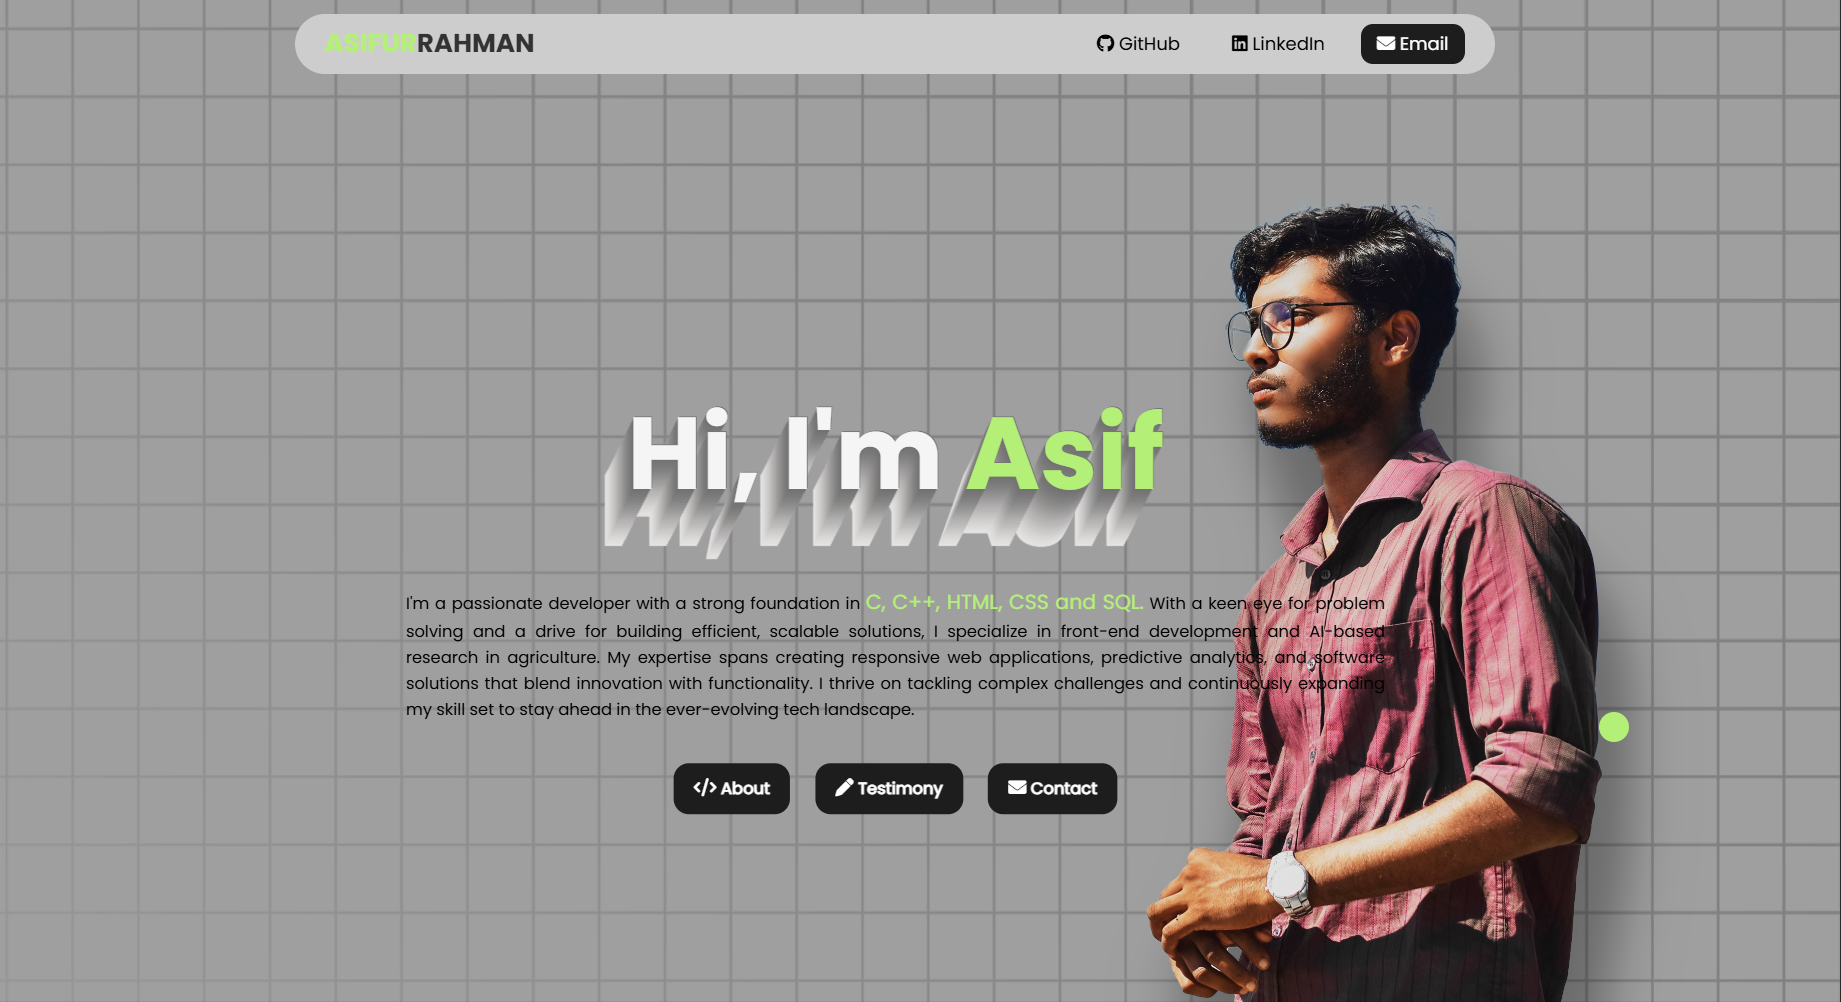 ASIFURRAHMAN
GitHub
LinkedIn
Email
Hi, I'm Asif
I'm a passionate developer with a strong foundation in C, C++, HTML, CSS and SQL. With a keen eye for problem
solving and a drive for building efficient, scalable solutions, I specialize in front-end development and AI-based
research in agriculture. My expertise spans creating responsive web applications, predictive analytics, and software
solutions that blend innovation with functionality. I thrive on tackling complex challenges and continuously expanding
my skill set to stay ahead in the ever-evolving tech landscape.
</> About
Testimony
Contact